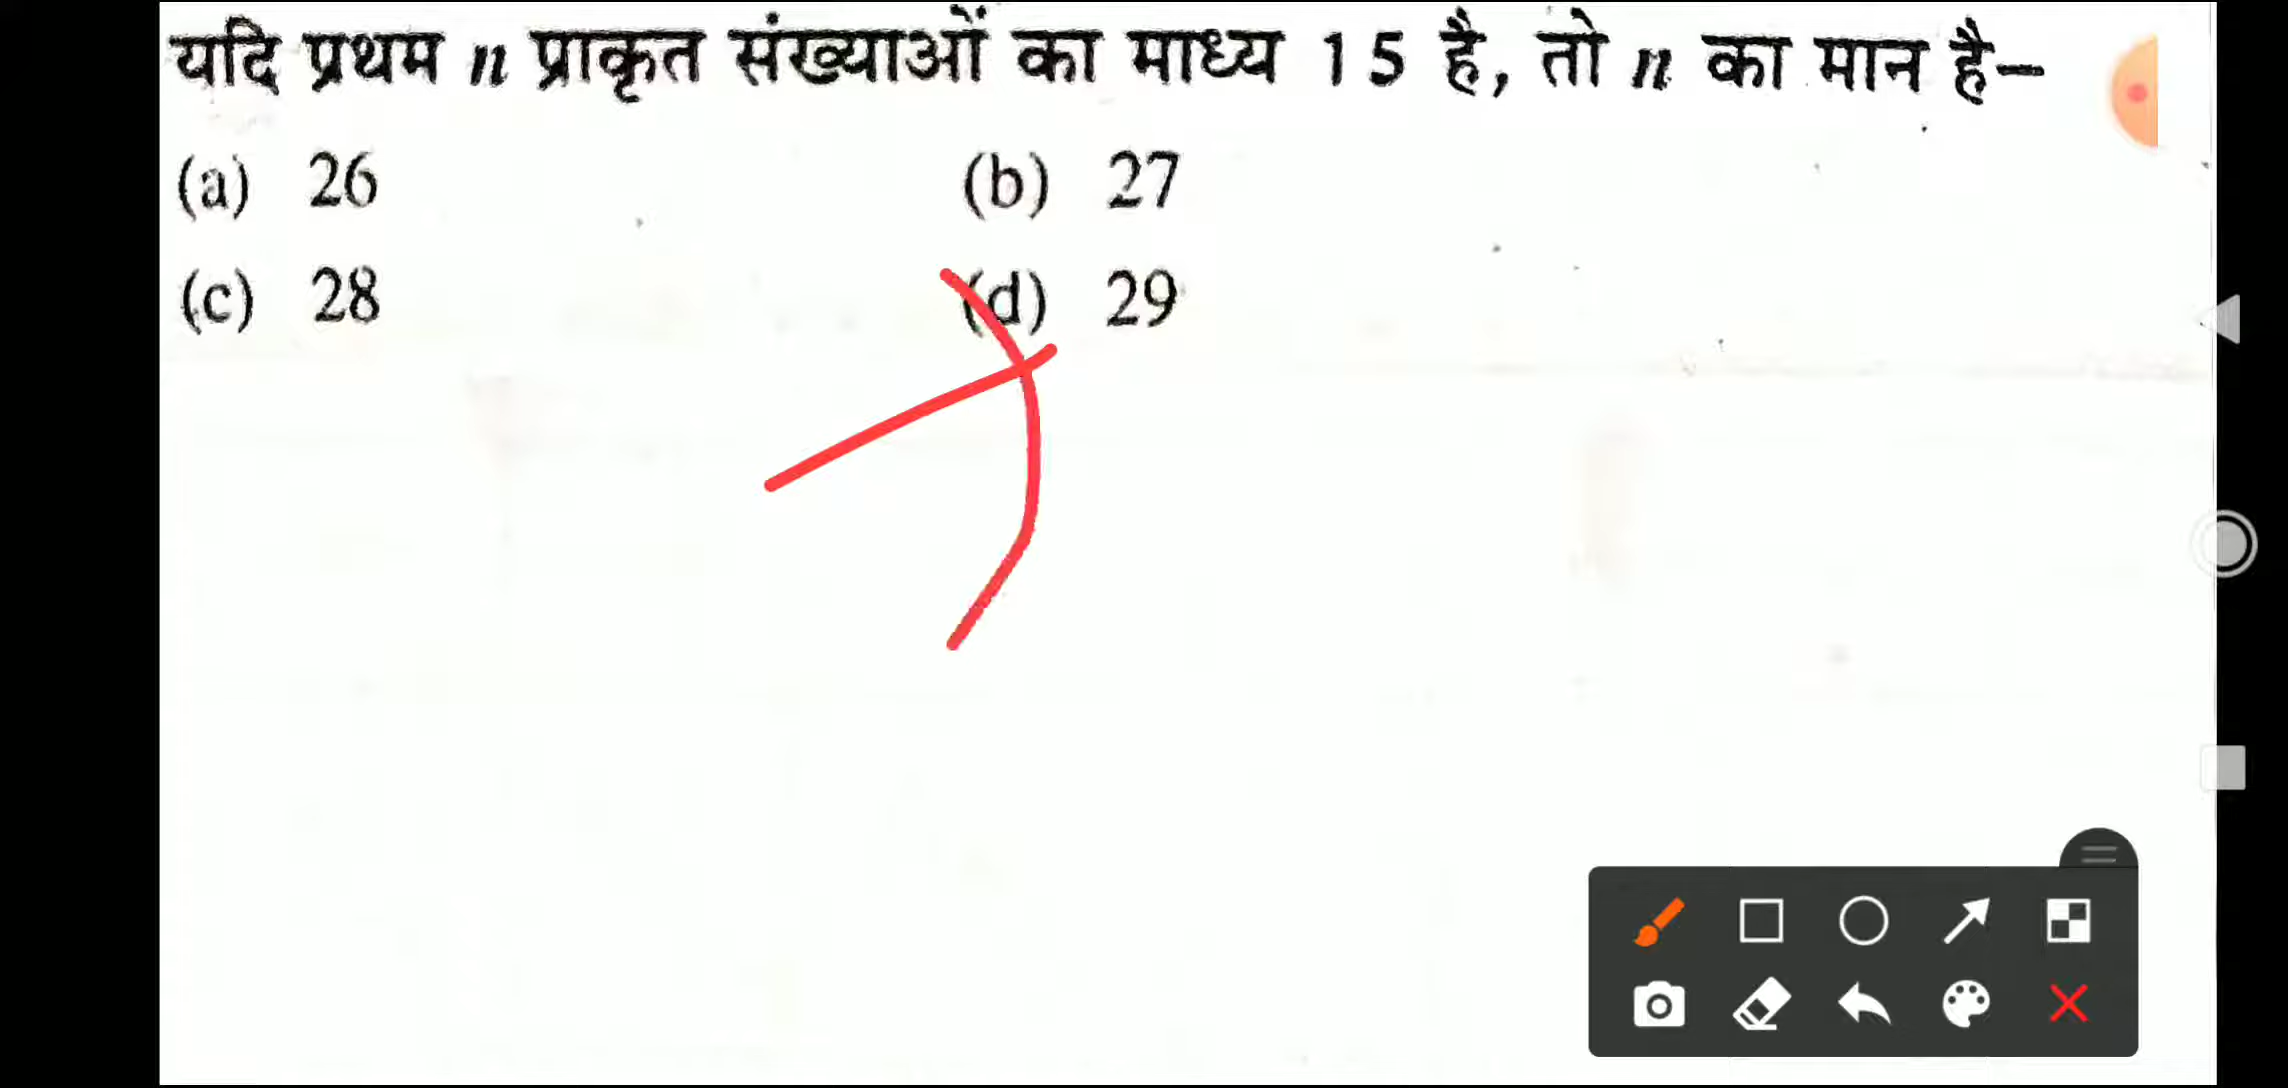 यदि प्रथम n प्राकृत संख्याओं का माध्य 15 है, तो n का मान है–
(a) 26 (b) 27
(c) 28 (d) 29